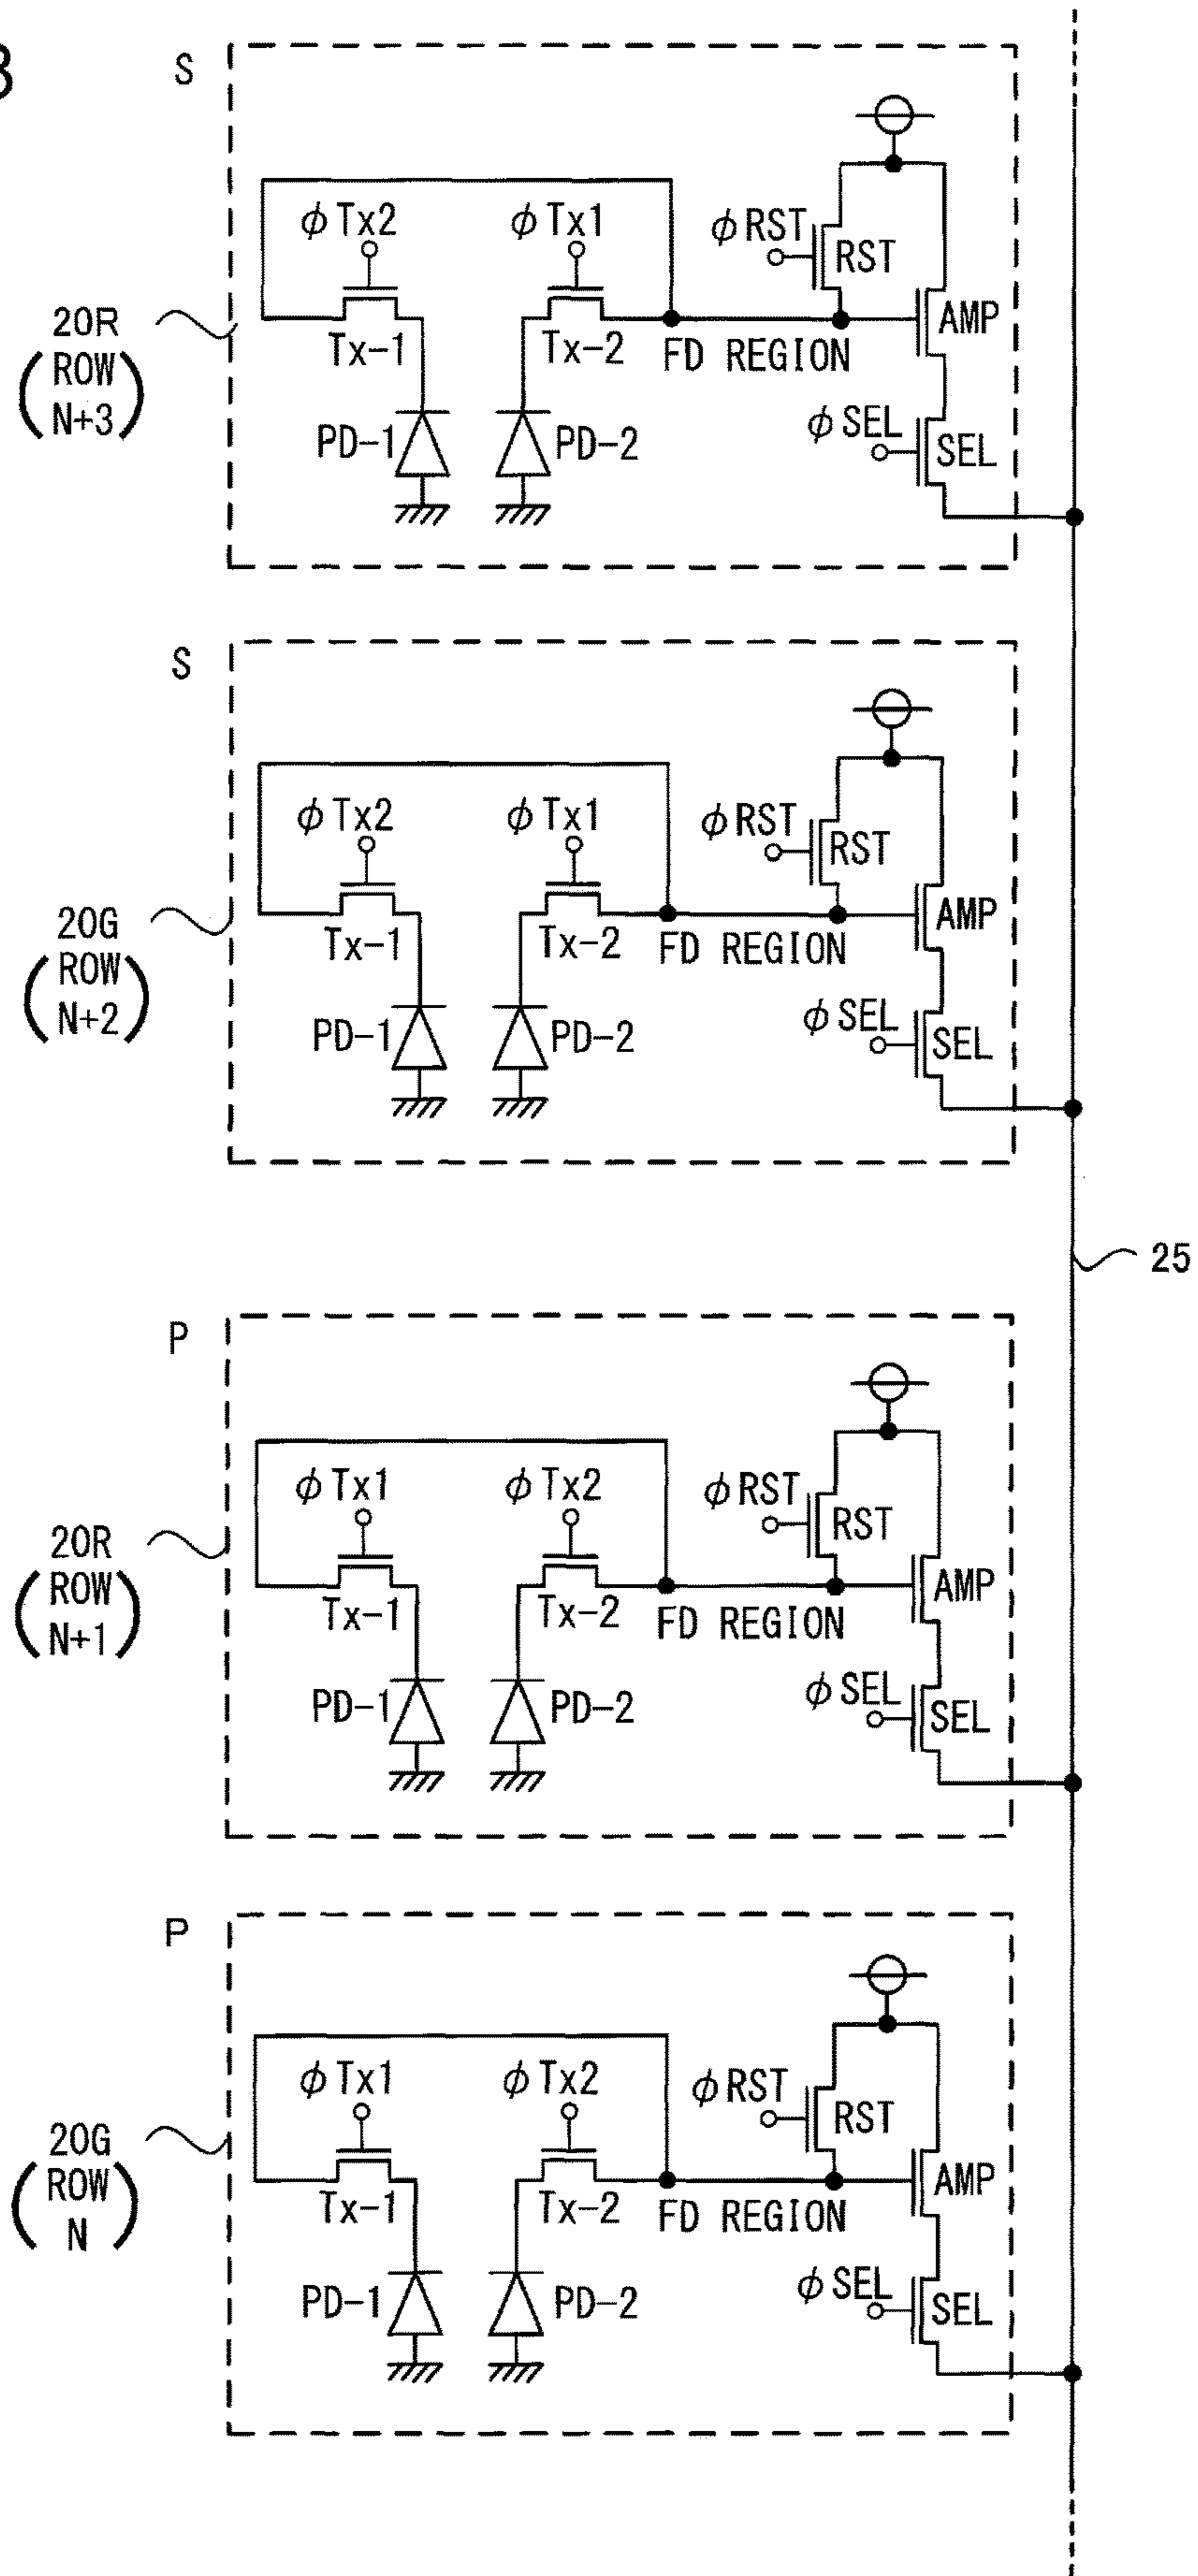 3
S
φTx2 φTx1
φRST RST
20R
(ROW
N+3)
Tx-1 Tx-2 FD REGION AMP
PD-1 PD-2
φSEL SEL
S
φTx2 φTx1
φRST RST
20G
(ROW
N+2)
Tx-1 Tx-2 FD REGION AMP
PD-1 PD-2
φSEL SEL
25
P
φTx1 φTx2
φRST RST
20R
(ROW
N+1)
Tx-1 Tx-2 FD REGION AMP
PD-1 PD-2
φSEL SEL
P
φTx1 φTx2
φRST RST
20G
(ROW
N)
Tx-1 Tx-2 FD REGION AMP
PD-1 PD-2
φSEL SEL